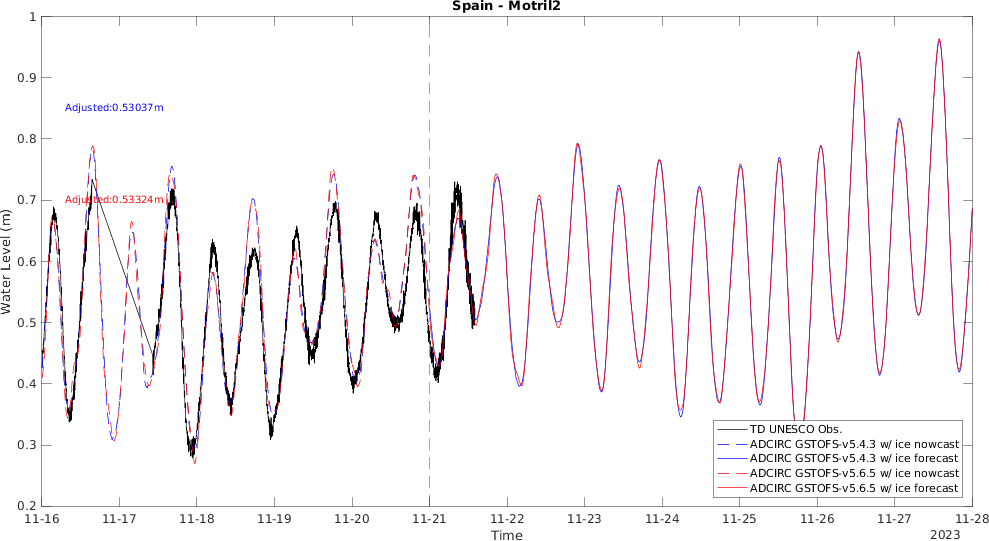 Spain - Motril2
1
0.9
0.8
0.7
0.6
0.5
0.4
0.3
0.2
Water Level (m)
Adjusted:0.53037m
Adjusted:0.53324m
TD UNESCO Obs.
ADCIRC GSTOFS-v5.4.3 w/ ice nowcast
ADCIRC GSTOFS-v5.4.3 w/ ice forecast
ADCIRC GSTOFS-v5.6.5 w/ ice nowcast
ADCIRC GSTOFS-v5.6.5 w/ ice forecast
11-16 11-17 11-18 11-19 11-20 11-21 11-22 11-23 11-24 11-25 11-26 11-27 11-28
Time
2023